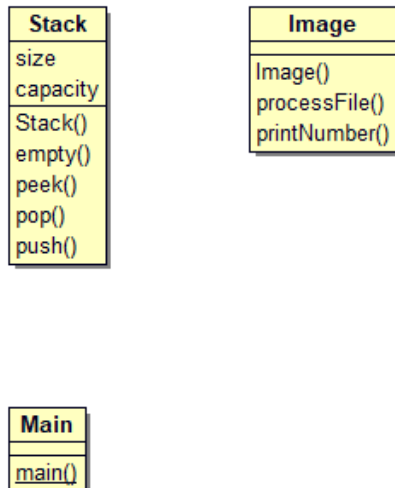 Stack
size
capacity
Stack()
empty()
peek()
pop()
push()
Image
Image()
processFile()
printNumber()
Main
main()